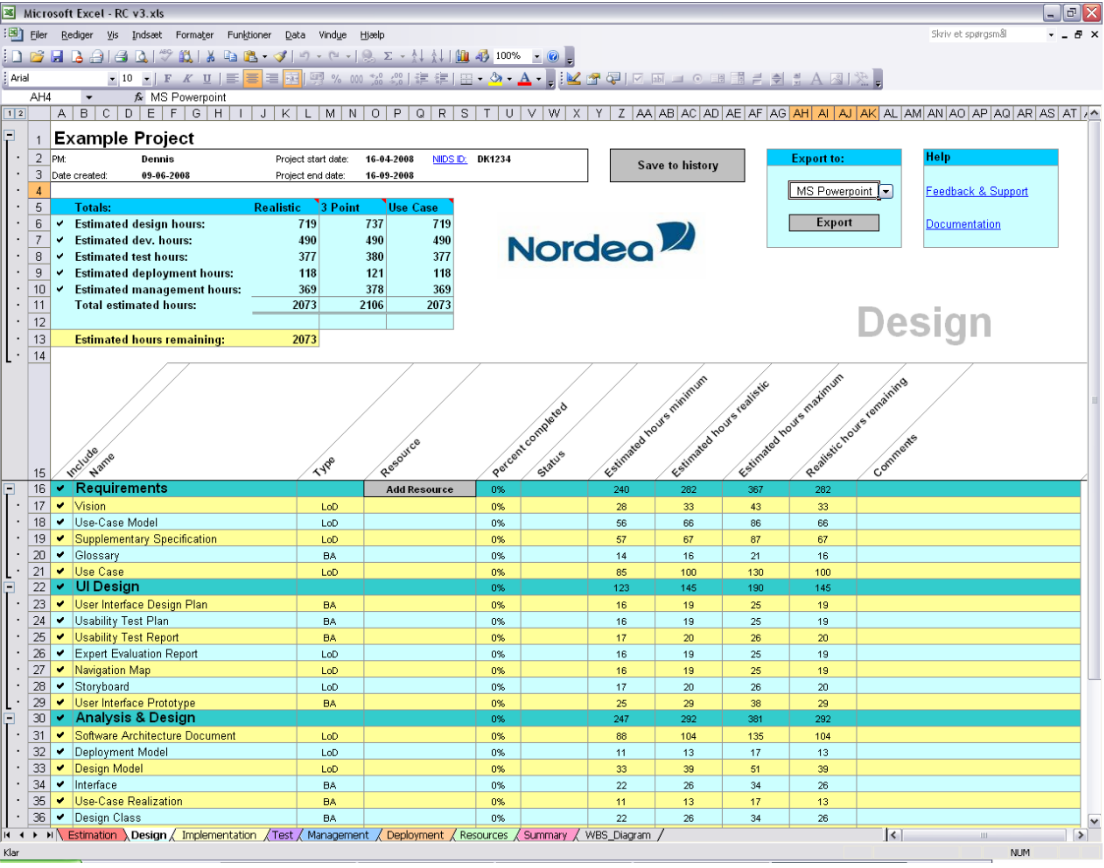 Microsoft Excel - RC v3.xls
Filer Rediger Vis Indsæt Formater Funktioner Data Vindue Hjælp Skriv et spørgsmål
100%
Arial 10 F K U
AH4 fx MS Powerpoint
1 2 A B C D E F G H I J K L M N O P Q R S T U V W X Y Z AA AB AC AD AE AF AG AH AI AJ AK AL AM AN AO AP AQ AR AS AT
1 Example Project
2 PM: Dennis Project start date: 16-04-2008 NIIDS ID: DK1234 Save to history Export to: Help
3 Date created: 09-06-2008 Project end date: 16-09-2008
4 MS Powerpoint Feedback & Support
5 Totals: Realistic 3 Point Use Case
6 Estimated design hours: 719 737 719 Export Documentation
7 Estimated dev. hours: 490 490 490
Nordea
8 Estimated test hours: 377 380 377
9 Estimated deployment hours: 118 121 118
10 Estimated management hours: 369 378 369
11 Total estimated hours: 2073 2106 2073
12 Design
13 Estimated hours remaining: 2073
14
15 Include Name Type Resource Percent completed Status Estimated hours minimum Estimated hours realistic Estimated hours maximum Realistic hours remaining Comments
16 Requirements Add Resource 0% 240 282 367 282
17 Vision LoD 0% 28 33 43 33
18 Use-Case Model LoD 0% 56 66 86 66
19 Supplementary Specification LoD 0% 57 67 87 67
20 Glossary BA 0% 14 16 21 16
21 Use Case LoD 0% 85 100 130 100
22 UI Design 0% 123 145 190 145
23 User Interface Design Plan BA 0% 16 19 25 19
24 Usability Test Plan BA 0% 16 19 25 19
25 Usability Test Report BA 0% 17 20 26 20
26 Expert Evaluation Report LoD 0% 16 19 25 19
27 Navigation Map LoD 0% 16 19 25 19
28 Storyboard LoD 0% 17 20 26 20
29 User Interface Prototype BA 0% 25 29 38 29
30 Analysis & Design 0% 247 292 381 292
31 Software Architecture Document LoD 0% 88 104 135 104
32 Deployment Model LoD 0% 11 13 17 13
33 Design Model LoD 0% 33 39 51 39
34 Interface BA 0% 22 26 34 26
35 Use-Case Realization BA 0% 11 13 17 13
36 Design Class BA 0% 22 26 34 26
Estimation Design Implementation Test Management Deployment Resources Summary WBS_Diagram
Klar NUM